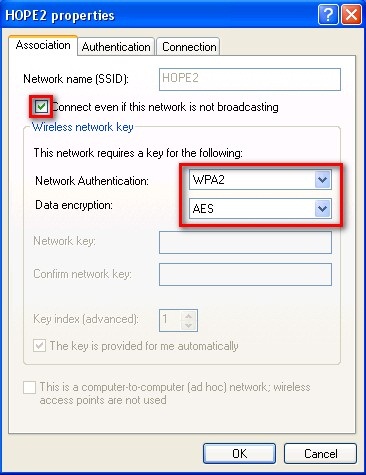 HOPE2 properties
Association Authentication Connection
Network name (SSID): HOPE2
Connect even if this network is not broadcasting
Wireless network key
This network requires a key for the following:
Network Authentication: WPA2
Data encryption: AES
Network key:
Confirm network key:
Key index (advanced): 1
The key is provided for me automatically
This is a computer-to-computer (ad hoc) network; wireless
access points are not used
OK Cancel